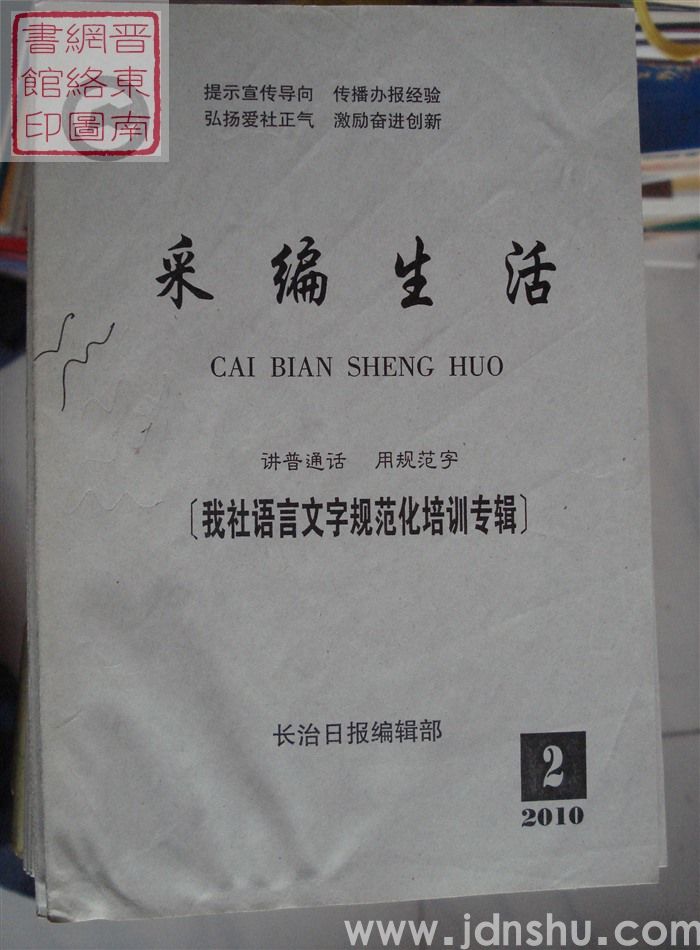 晋东南
網絡圖
書館印
提示宣传导向 传播办报经验
弘扬爱社正气 激励奋进创新
采编生活
CAI BIAN SHENG HUO
讲普通话 用规范字
〔我社语言文字规范化培训专辑〕
长治日报编辑部
2
2010
www.jdnshu.com